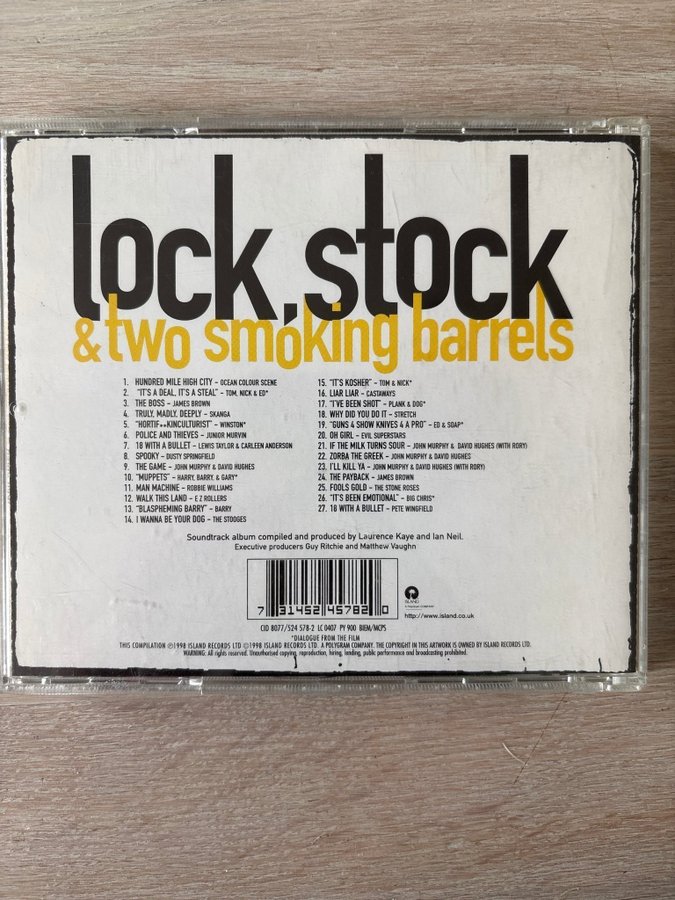 lock, stock
& two smoking barrels
1. HUNDRED MILE HIGH CITY – OCEAN COLOUR SCENE
2. "IT'S A DEAL, IT'S A STEAL" – TOM, NICK & ED*
3. THE BOSS – JAMES BROWN
4. TRULY, MADLY, DEEPLY – SKANGA
5. "HORTIF**KINCULTURIST" – WINSTON*
6. POLICE AND THIEVES – JUNIOR MURVIN
7. 18 WITH A BULLET – LEWIS TAYLOR & CARLEEN ANDERSON
8. SPOOKY – DUSTY SPRINGFIELD
9. THE GAME – JOHN MURPHY & DAVID HUGHES
10. "MUPPETS" – HARRY, BARRY, & GARY*
11. MAN MACHINE – ROBBIE WILLIAMS
12. WALK THIS LAND – E Z ROLLERS
13. "BLASPHEMING BARRY" – BARRY
14. I WANNA BE YOUR DOG – THE STOOGES
15. "IT'S KOSHER" – TOM & NICK*
16. LIAR LIAR – CASTAWAYS
17. "I'VE BEEN SHOT" – PLANK & DOG*
18. WHY DID YOU DO IT – STRETCH
19. "GUNS 4 SHOW KNIVES 4 A PRO" – ED & SOAP*
20. OH GIRL – EVIL SUPERSTARS
21. IF THE MILK TURNS SOUR – JOHN MURPHY & DAVID HUGHES (WITH RORY)
22. ZORBA THE GREEK – JOHN MURPHY & DAVID HUGHES
23. I'LL KILL YA – JOHN MURPHY & DAVID HUGHES (WITH RORY)
24. THE PAYBACK – JAMES BROWN
25. FOOLS GOLD – THE STONE ROSES
26. "IT'S BEEN EMOTIONAL" – BIG CHRIS*
27. 18 WITH A BULLET – PETE WINGFIELD
Soundtrack album compiled and produced by Laurence Kaye and Ian Neil.
Executive producers Guy Ritchie and Matthew Vaughn
7 31452 45782 0
ISLAND
A PolyGram COMPANY
http://www.island.co.uk
CID 8077/524 578-2 LC 0407 PY 900 BIEM/MCPS
*DIALOGUE FROM THE FILM
THIS COMPILATION ℗1998 ISLAND RECORDS LTD ©1998 ISLAND RECORDS LTD. A POLYGRAM COMPANY. THE COPYRIGHT IN THIS ARTWORK IS OWNED BY ISLAND RECORDS LTD.
WARNING: All rights reserved. Unauthorised copying, reproduction, hiring, lending, public performance and broadcasting prohibited.